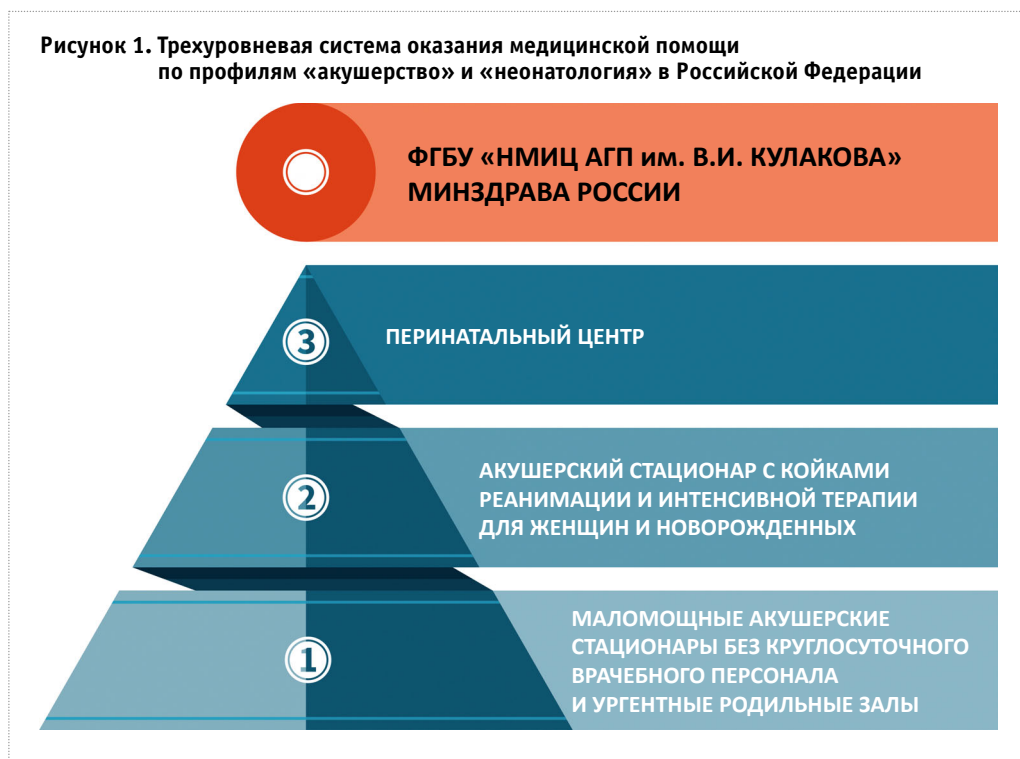 Рисунок 1. Трехуровневая система оказания медицинской помощи
по профилям «акушерство» и «неонатология» в Российской Федерации
ФГБУ «НМИЦ АГП им. В.И. КУЛАКОВА»
МИНЗДРАВА РОССИИ
3
ПЕРИНАТАЛЬНЫЙ ЦЕНТР
2
АКУШЕРСКИЙ СТАЦИОНАР С КОЙКАМИ
РЕАНИМАЦИИ И ИНТЕНСИВНОЙ ТЕРАПИИ
ДЛЯ ЖЕНЩИН И НОВОРОЖДЕННЫХ
1
МАЛОМОЩНЫЕ АКУШЕРСКИЕ
СТАЦИОНАРЫ БЕЗ КРУГЛОСУТОЧНОГО
ВРАЧЕБНОГО ПЕРСОНАЛА
И УРГЕНТНЫЕ РОДИЛЬНЫЕ ЗАЛЫ